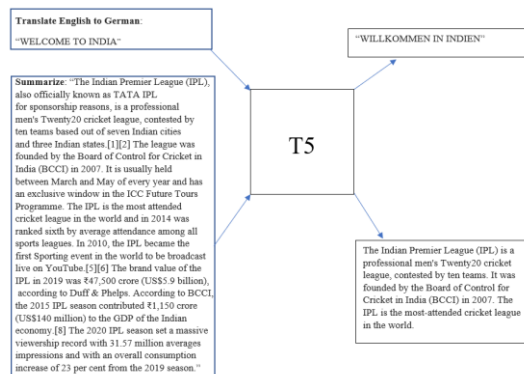 Translate English to German:
“WELCOME TO INDIA”
“WILLKOMMEN IN INDIEN”
Summarize: “The Indian Premier League (IPL),
also officially known as TATA IPL
for sponsorship reasons, is a professional
men's Twenty20 cricket league, contested by
ten teams based out of seven Indian cities
and three Indian states.[1][2] The league was
founded by the Board of Control for Cricket in
India (BCCI) in 2007. It is usually held
between March and May of every year and has
an exclusive window in the ICC Future Tours
Programme. The IPL is the most attended
cricket league in the world and in 2014 was
ranked sixth by average attendance among all
sports leagues. In 2010, the IPL became the
first Sporting event in the world to be broadcast
live on YouTube.[5][6] The brand value of the
IPL in 2019 was ₹47,500 crore (US$5.9 billion),
according to Duff & Phelps. According to BCCI,
the 2015 IPL season contributed ₹1,150 crore
(US$140 million) to the GDP of the Indian
economy.[8] The 2020 IPL season set a massive
viewership record with 31.57 million averages
impressions and with an overall consumption
increase of 23 per cent from the 2019 season.”
T5
The Indian Premier League (IPL) is a
professional men's Twenty20 cricket
league, contested by ten teams. It was
founded by the Board of Control for
Cricket in India (BCCI) in 2007. The
IPL is the most-attended cricket league
in the world.